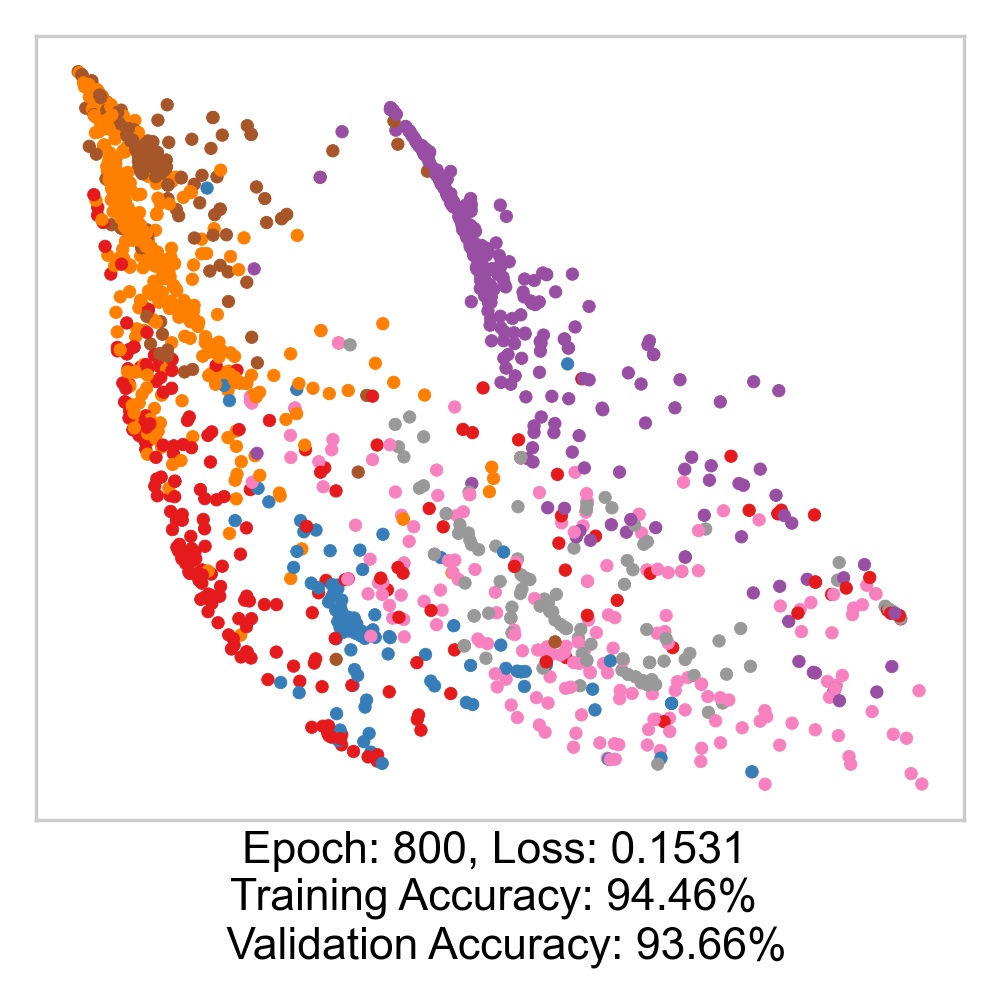 Epoch: 800, Loss: 0.1531
Training Accuracy: 94.46%
Validation Accuracy: 93.66%